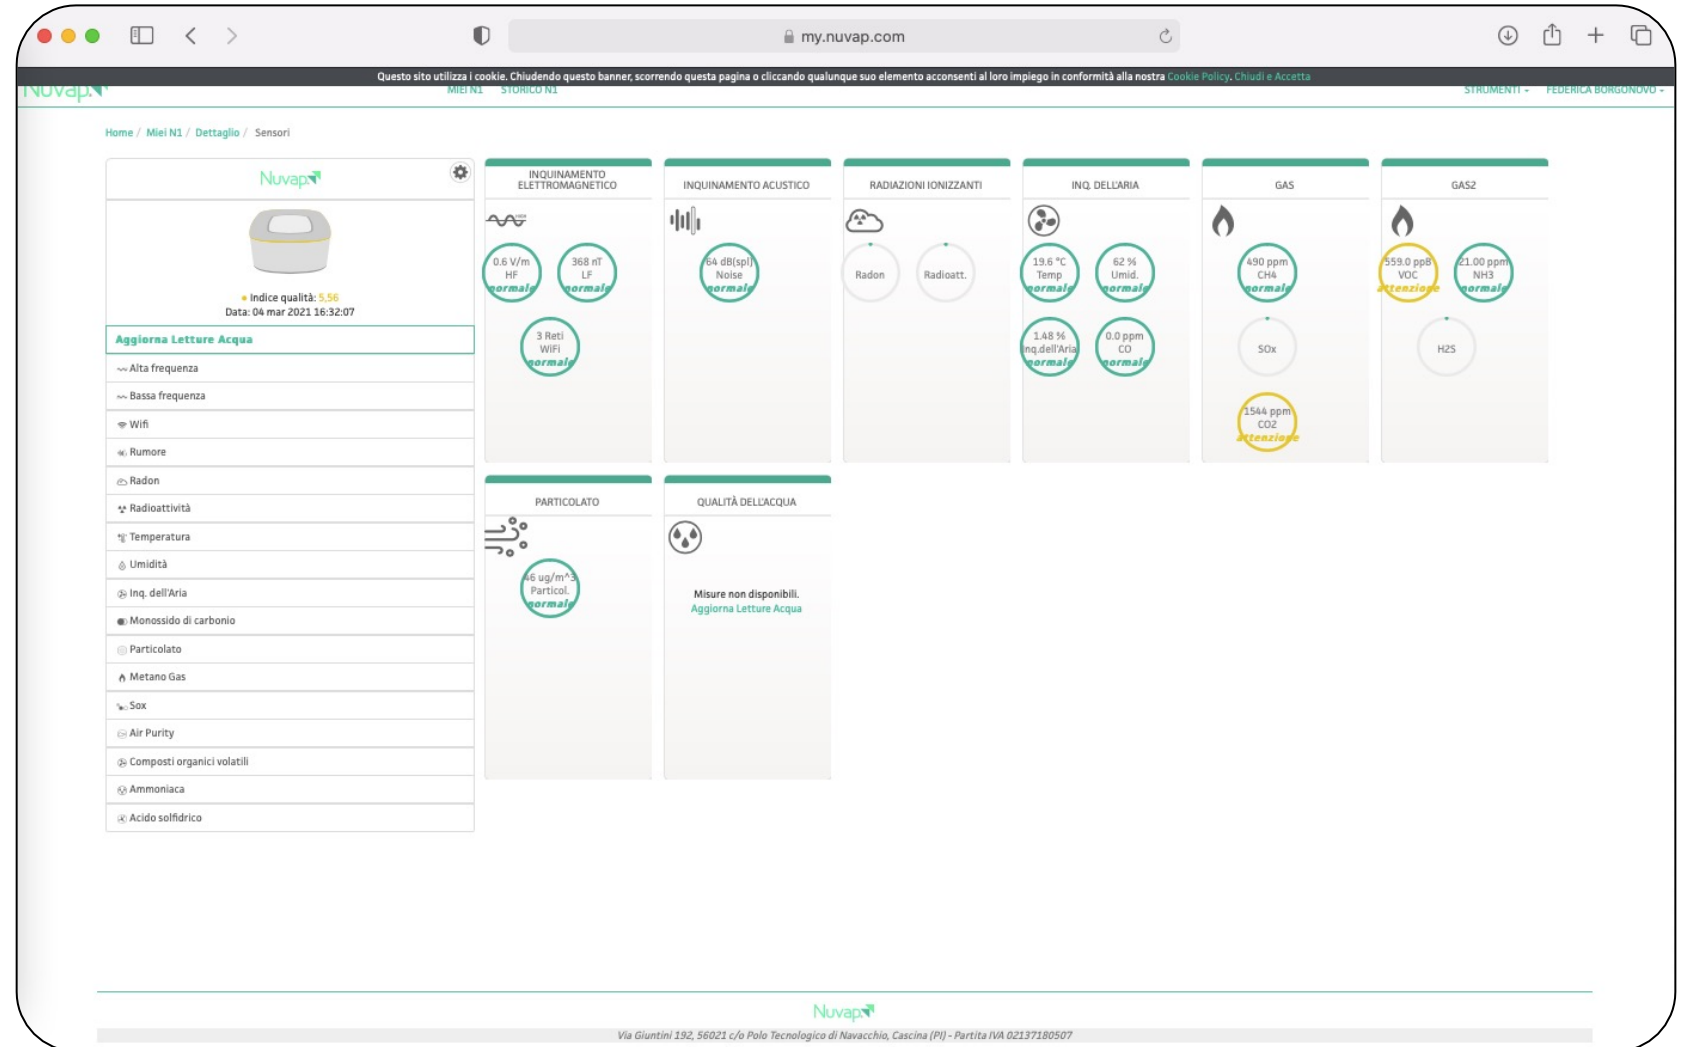 my.nuvap.com
Questo sito utilizza i cookie. Chiudendo questo banner, scorrendo questa pagina o cliccando qualunque suo elemento acconsenti al loro impiego in conformità alla nostra Cookie Policy. Chiudi e Accetta
Nuvap
MIEI N1 STORICO N1
STRUMENTI
FEDERICA BORGONOVO
Home / Miei N1 / Dettaglio / Sensori
Nuvap
Indice qualità: 5,56
Data: 04 mar 2021 16:32:07
Aggiorna Letture Acqua
Alta frequenza
Bassa frequenza
Wifi
Rumore
Radon
Radioattività
Temperatura
Umidità
Inq. dell'Aria
Monossido di carbonio
Particolato
Metano Gas
Sox
Air Purity
Composti organici volatili
Ammoniaca
Acido solfidrico
INQUINAMENTO
ELETTROMAGNETICO
0.6 V/m
HF
normale
368 nT
LF
normale
3 Reti
WiFi
normale
INQUINAMENTO ACUSTICO
64 dB(spl)
Noise
normale
RADIAZIONI IONIZZANTI
Radon
Radioatt.
INQ. DELL'ARIA
19.6 °C
Temp
normale
62 %
Umid.
normale
1.48 %
Inq.dell'Aria
normale
0.0 ppm
CO
normale
GAS
490 ppm
CH4
normale
SOx
1544 ppm
CO2
attenzione
GAS2
559.0 ppB
VOC
attenzione
21.00 ppm
NH3
normale
H2S
PARTICOLATO
46 ug/m^3
Particol.
normale
QUALITÀ DELL'ACQUA
Misure non disponibili.
Aggiorna Letture Acqua
Nuvap
Via Giuntini 192, 56021 c/o Polo Tecnologico di Navacchio, Cascina (PI) - Partita IVA 02137180507